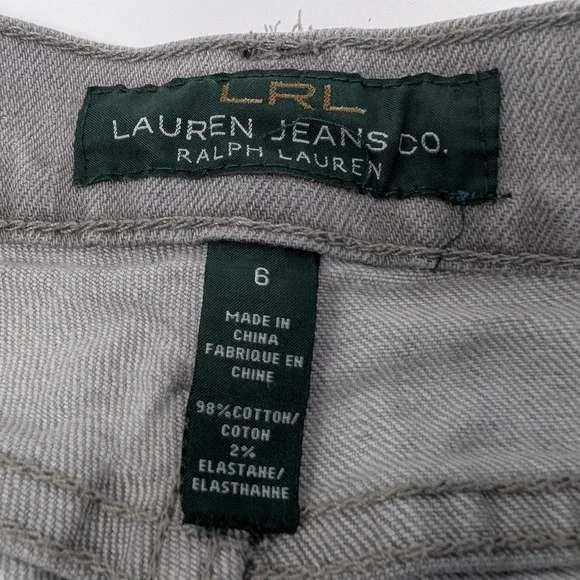 LRL
LAUREN JEANS CO.
RALPH LAUREN
6
MADE IN
CHINA
FABRIQUE EN
CHINE
98% COTTON/
COTON
2%
ELASTANE/
ELASTHANNE